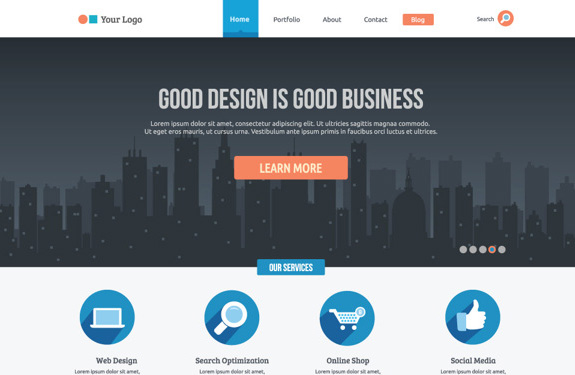 Your Logo
Home
Portfolio
About
Contact
Blog
Search
GOOD DESIGN IS GOOD BUSINESS
Lorem ipsum dolor sit amet, consectetur adipiscing elit. Ut ultricies sagittis magnaa commodo.
Ut eget eros mauris, ut cursus urna. Vestibulum ante ipsum primis in faucibus orci luctus et ultrices.
LEARN MORE
OUR SERVICES
Web Design
Search Optimization
Online Shop
Social Media
Lorem ipsum dolor sit amet,
Lorem ipsum dolor sit amet,
Lorem ipsum dolor sit amet,
Lorem ipsum dolor sit amet,